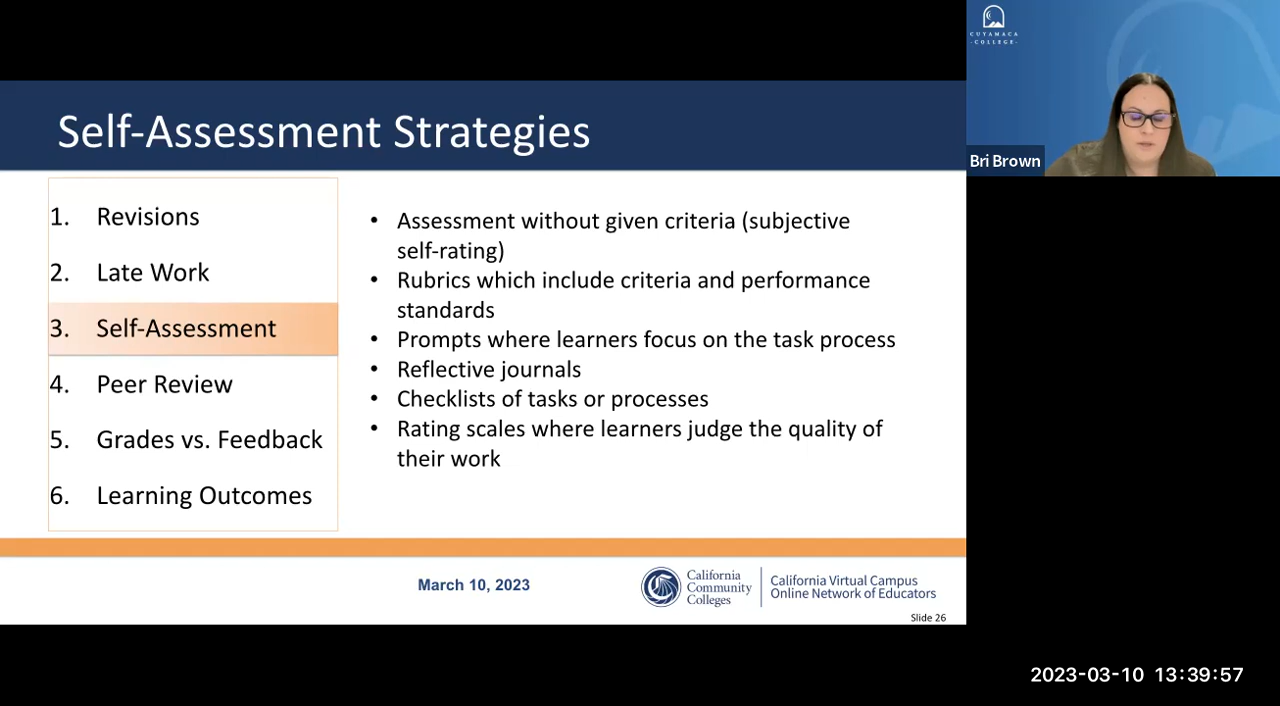 Self-Assessment Strategies
1. Revisions
2. Late Work
3. Self-Assessment
4. Peer Review
5. Grades vs. Feedback
6. Learning Outcomes
• Assessment without given criteria (subjective
self-rating)
• Rubrics which include criteria and performance
standards
• Prompts where learners focus on the task process
• Reflective journals
• Checklists of tasks or processes
• Rating scales where learners judge the quality of
their work
March 10, 2023
California
Community
Colleges
California Virtual Campus
Online Network of Educators
Slide 26
CUYAMACA
-COLLEGE-
Bri Brown
2023-03-10 13:39:57